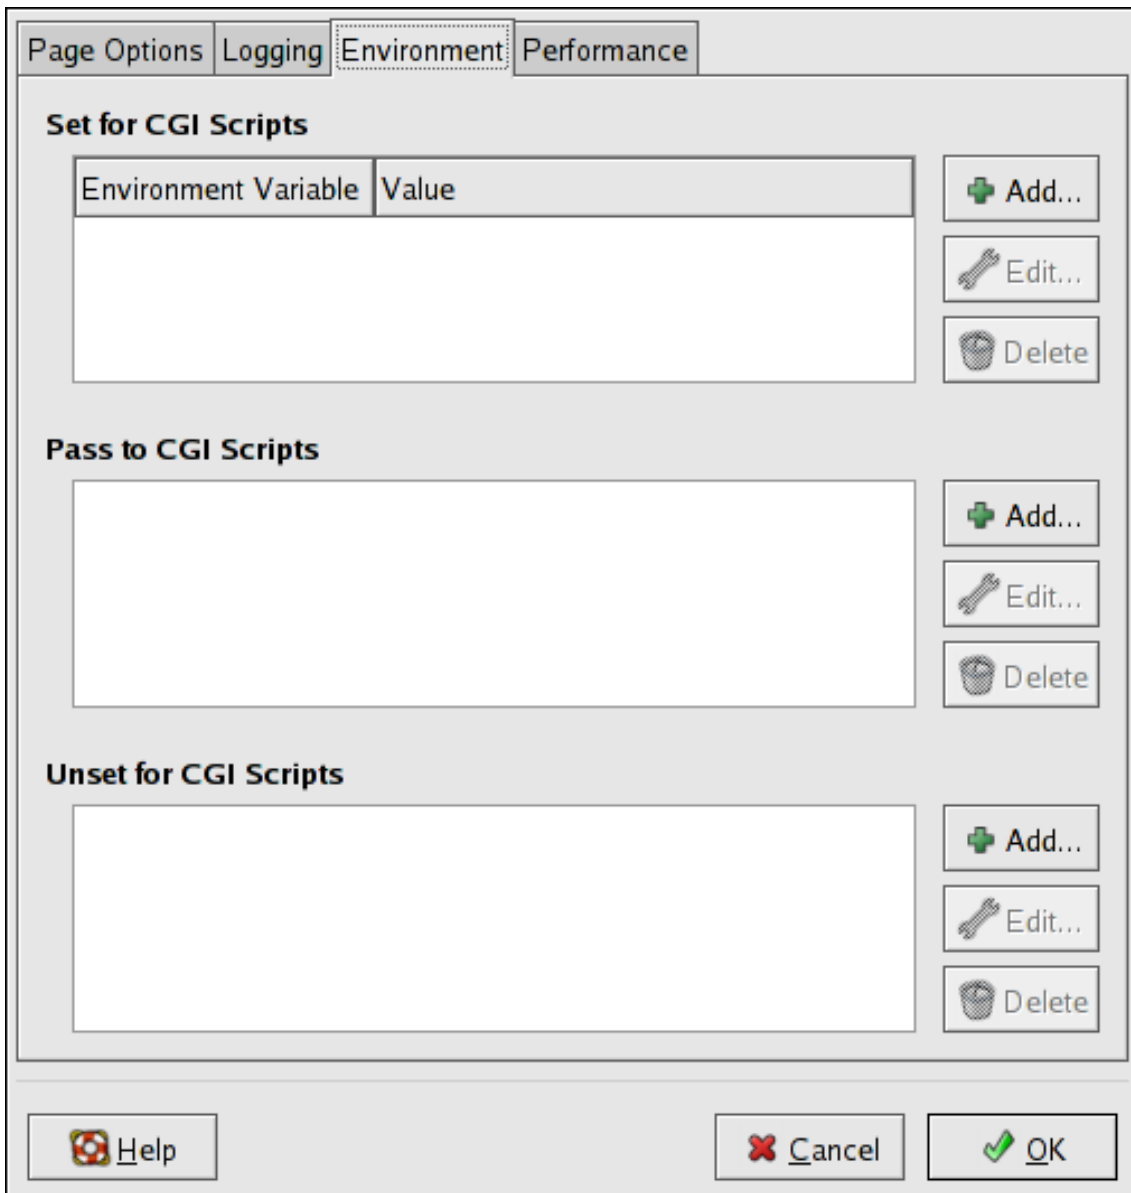 Page Options Logging Environment Performance
Set for CGI Scripts
Environment Variable Value
Add...
Edit...
Delete
Pass to CGI Scripts
Add...
Edit...
Delete
Unset for CGI Scripts
Add...
Edit...
Delete
Help Cancel OK